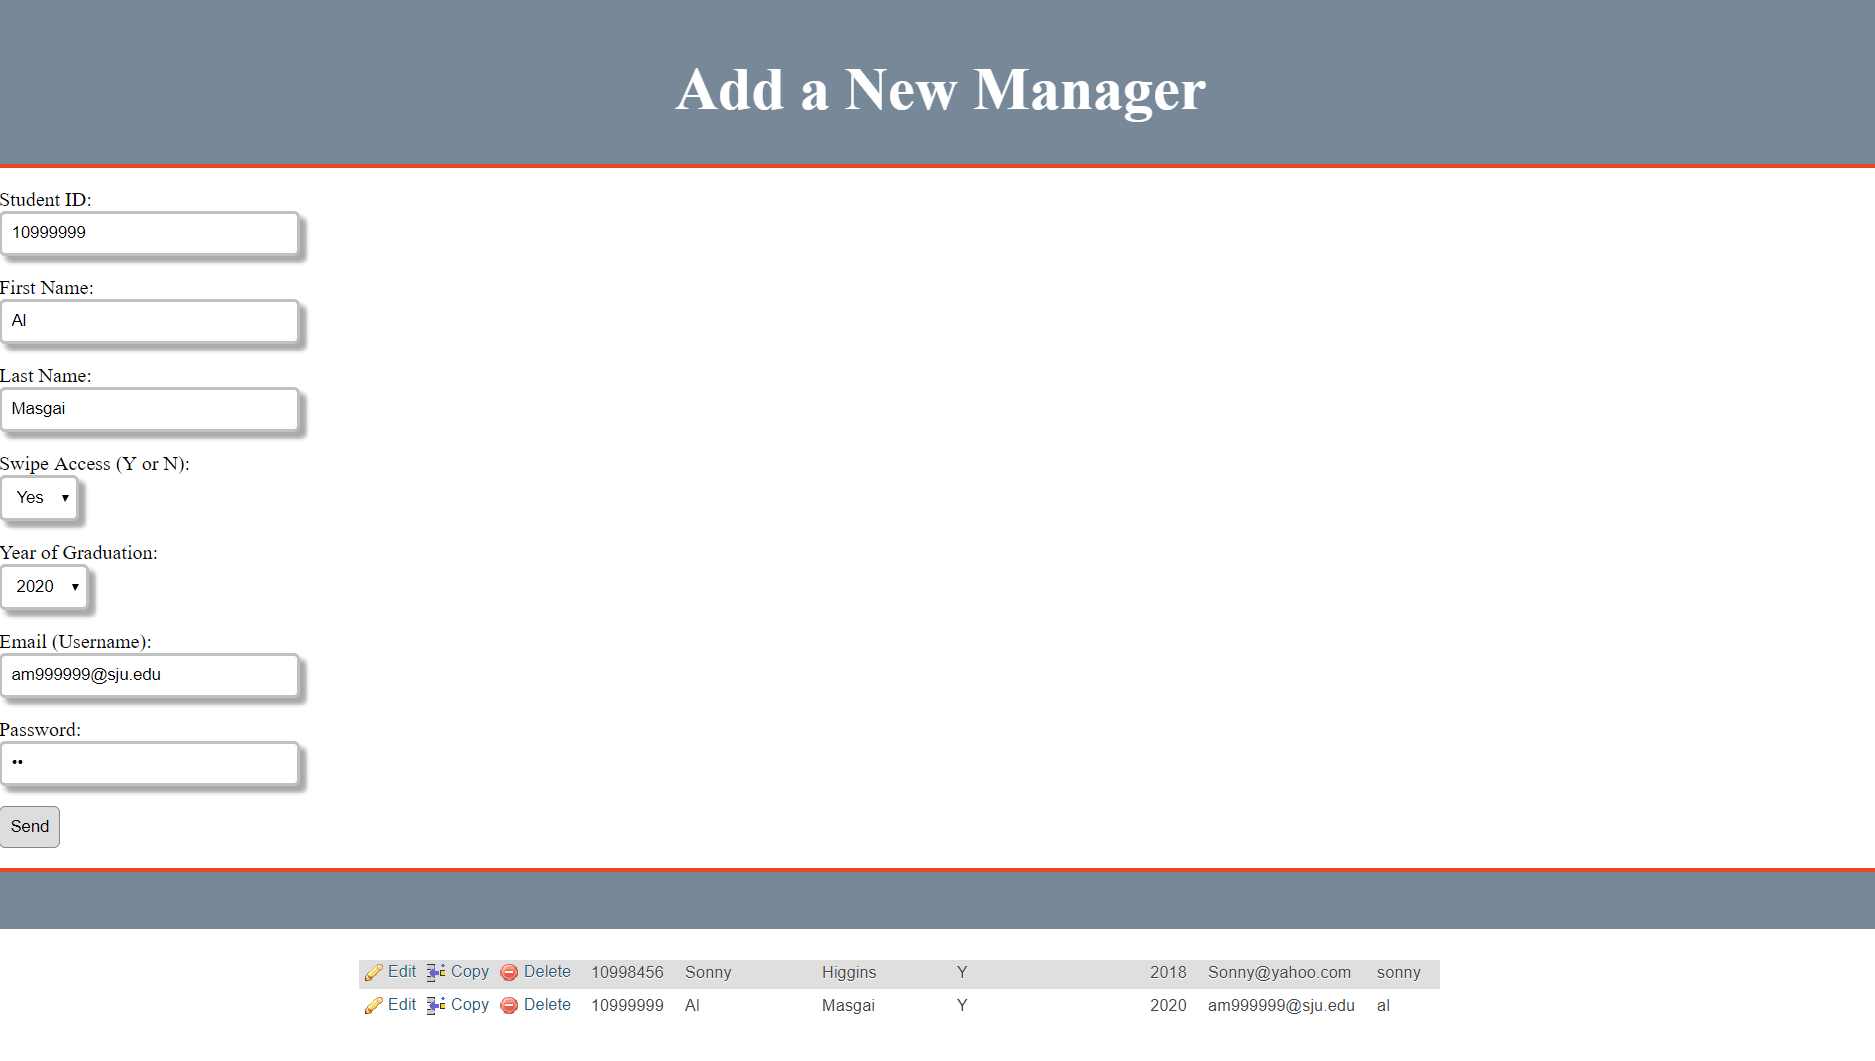 Add a New Manager
Student ID:
10999999
First Name:
Al
Last Name:
Masgai
Swipe Access (Y or N):
Yes
Year of Graduation:
2020
Email (Username):
am999999@sju.edu
Password:
••
Send
Edit Copy Delete 10998456 Sonny Higgins Y 2018 Sonny@yahoo.com sonny
Edit Copy Delete 10999999 Al Masgai Y 2020 am999999@sju.edu al